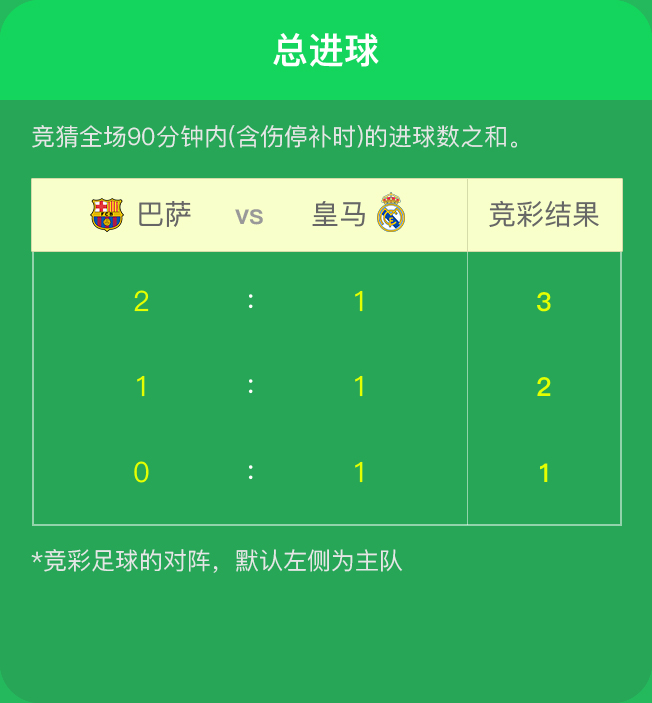 总进球
竞猜全场90分钟内(含伤停补时)的进球数之和。
巴萨 vs 皇马 竞彩结果
2 : 1 3
1 : 1 2
0 : 1 1
*竞彩足球的对阵，默认左侧为主队